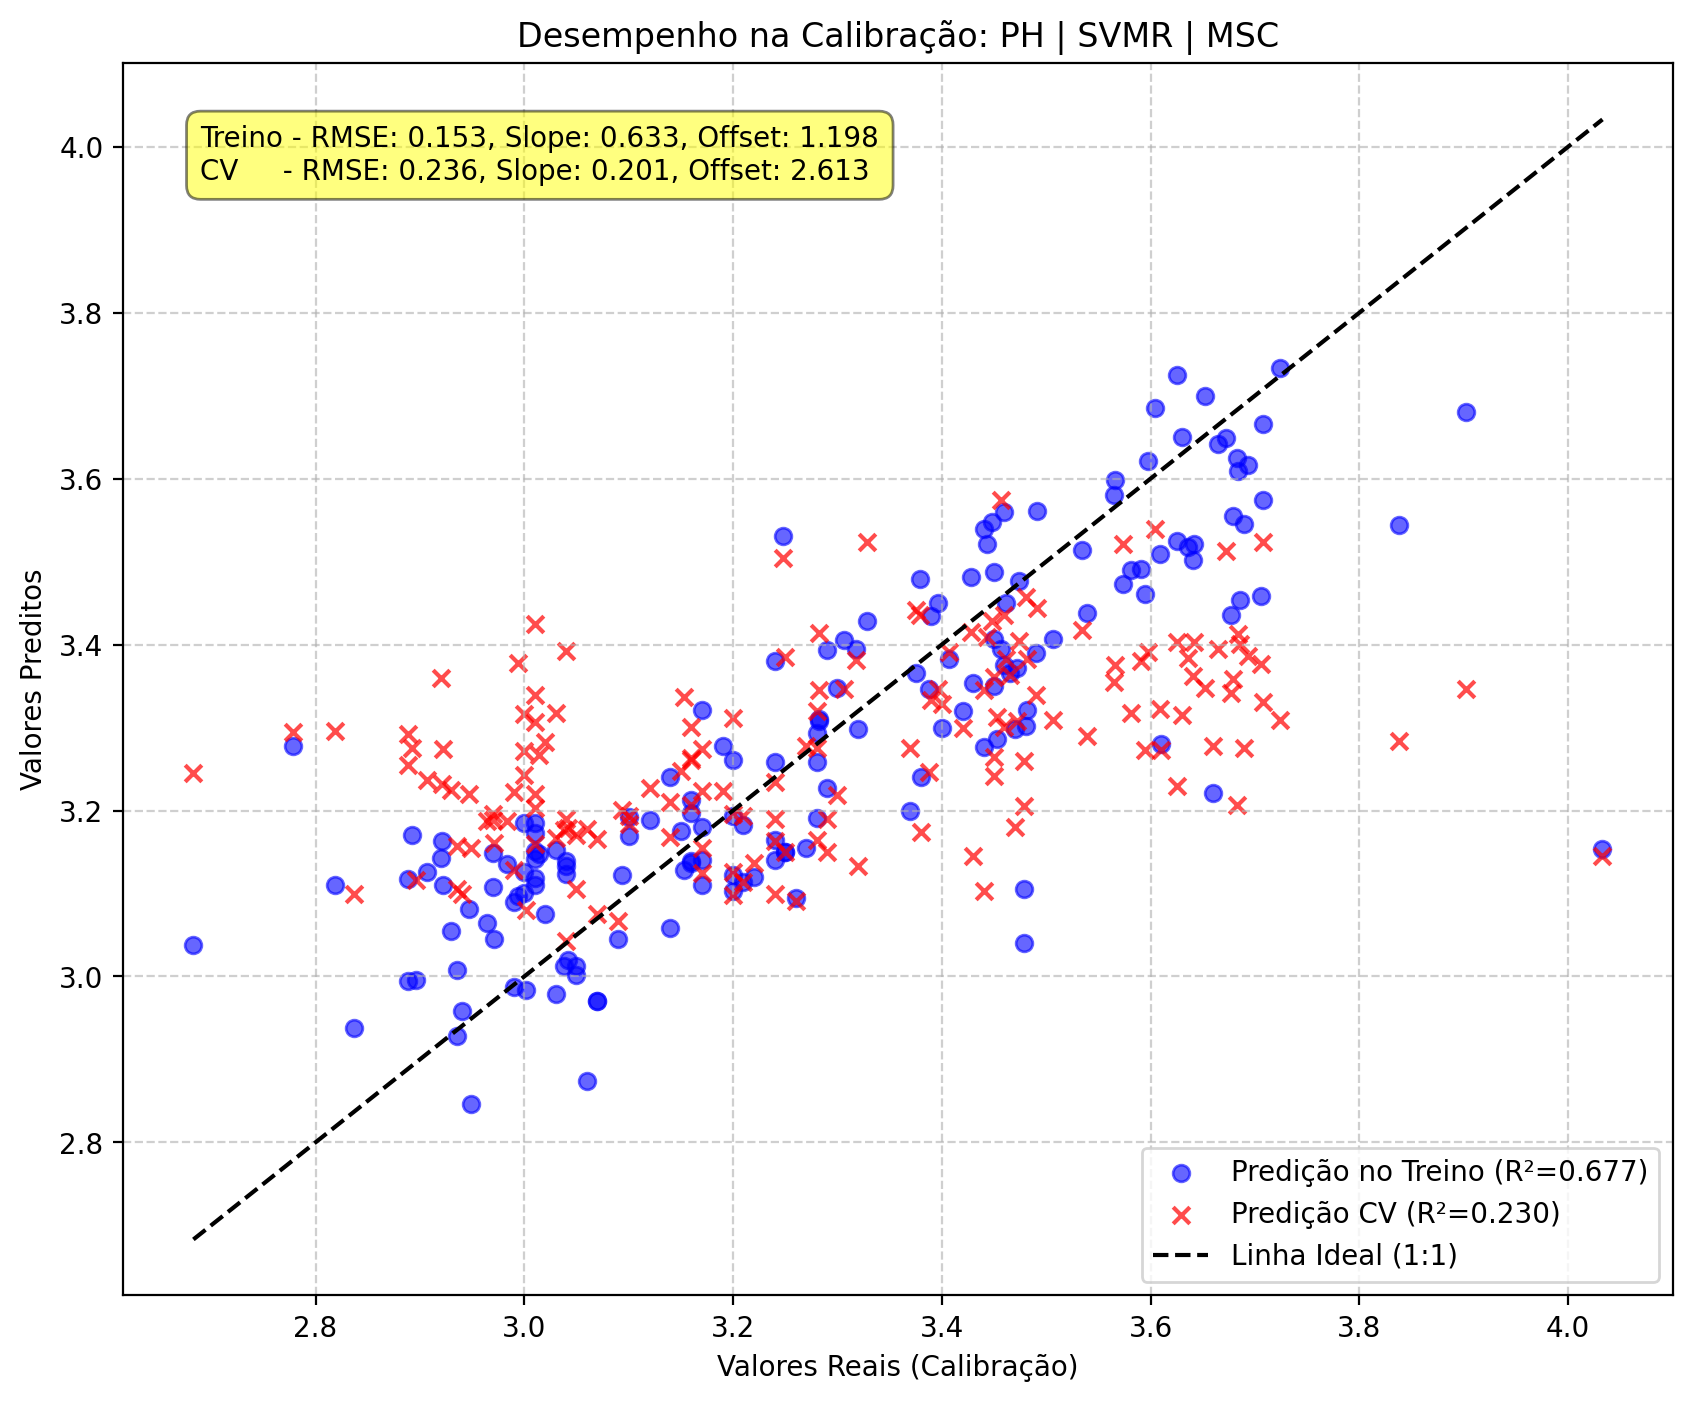 Desempenho na Calibração: PH | SVMR | MSC
Treino - RMSE: 0.153, Slope: 0.633, Offset: 1.198
CV - RMSE: 0.236, Slope: 0.201, Offset: 2.613
Valores Preditos
4.0
3.8
3.6
3.4
3.2
3.0
2.8
Predição no Treino (R²=0.677)
Predição CV (R²=0.230)
Linha Ideal (1:1)
2.8 3.0 3.2 3.4 3.6 3.8 4.0
Valores Reais (Calibração)